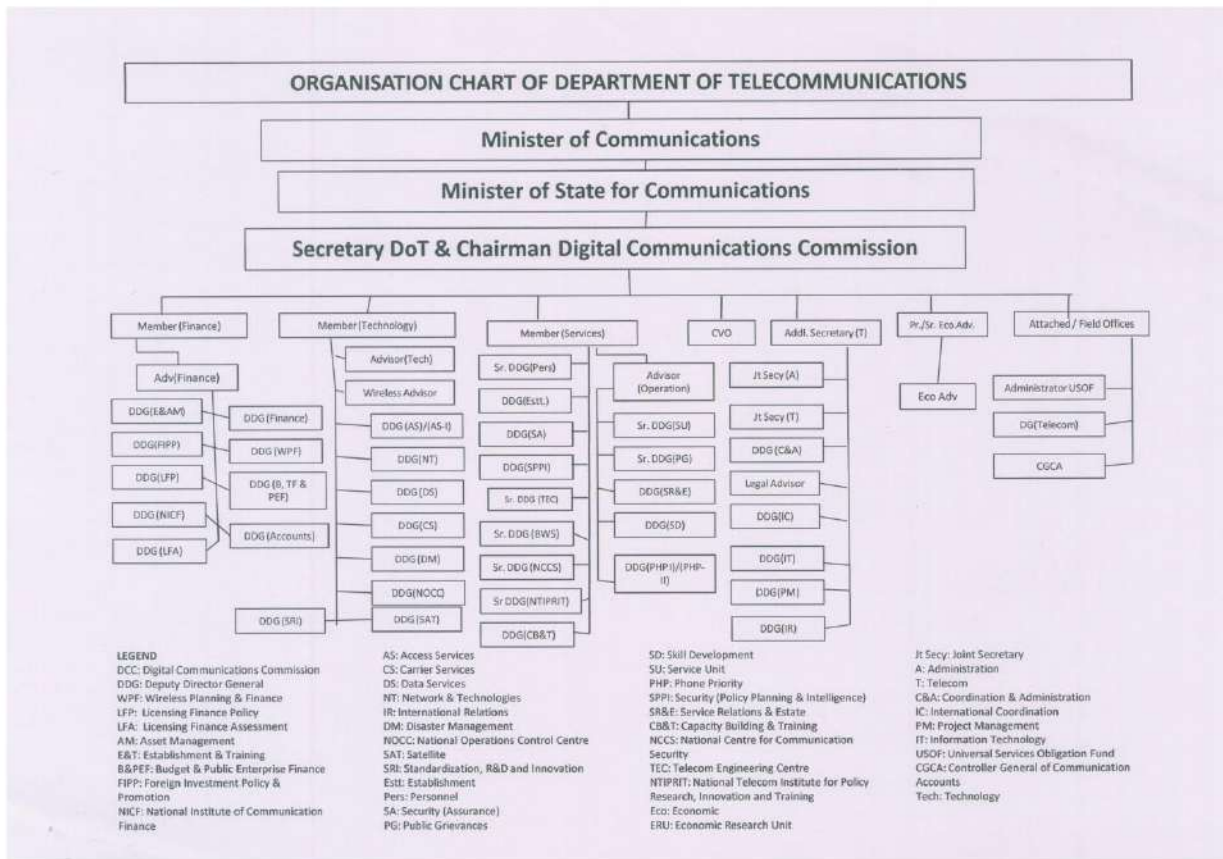 ORGANISATION CHART OF DEPARTMENT OF TELECOMMUNICATIONS
Minister of Communications
Minister of State for Communications
Secretary DoT & Chairman Digital Communications Commission
Member (Finance)
Adv(Finance)
DDG(E&AM)
DDG (Finance)
DDG(FIPP)
DDG (WPF)
DDG(LFP)
DDG (B, TF &
PEF)
DDG (NICF)
DDG (Accounts)
DDG (LFA)
Member (Technology)
Advisor(Tech)
Wireless Advisor
DDG (AS)/(AS-I)
DDG(NT)
DDG (DS)
DDG(CS)
DDG (DM)
DDG(NOCC)
DDG (SRI)
DDG (SAT)
Member (Services)
Sr. DDG(Pers)
DDG(Estt.)
DDG(SA)
DDG(SPPI)
Sr. DDG (TEC)
Sr. DDG (BWS)
Sr. DDG (NCCS)
Sr DDG(NTIPRIT)
DDG(CB&T)
Advisor
(Operation)
Sr. DDG(SU)
Sr. DDG(PG)
DDG(SR&E)
DDG(SD)
DDG(PHP I)/(PHP-
II)
CVO
Addl. Secretary (T)
Jt Secy (A)
Jt Secy (T)
DDG (C&A)
Legal Advisor
DDG(IC)
DDG(IT)
DDG(PM)
DDG(IR)
Pr./Sr. Eco.Adv.
Eco Adv
Attached / Field Offices
Administrator USOF
DG(Telecom)
CGCA
LEGEND
DCC: Digital Communications Commission
DDG: Deputy Director General
WPF: Wireless Planning & Finance
LFP: Licensing Finance Policy
LFA: Licensing Finance Assessment
AM: Asset Management
E&T: Establishment & Training
B&PEF: Budget & Public Enterprise Finance
FIPP: Foreign Investment Policy &
Promotion
NICF: National Institute of Communication
Finance
AS: Access Services
CS: Carrier Services
DS: Data Services
NT: Network & Technologies
IR: International Relations
DM: Disaster Management
NOCC: National Operations Control Centre
SAT: Satellite
SRI: Standardization, R&D and Innovation
Estt: Establishment
Pers: Personnel
SA: Security (Assurance)
PG: Public Grievances
SD: Skill Development
SU: Service Unit
PHP: Phone Priority
SPPI: Security (Policy Planning & Intelligence)
SR&E: Service Relations & Estate
CB&T: Capacity Building & Training
NCCS: National Centre for Communication
Security
TEC: Telecom Engineering Centre
NTIPRIT: National Telecom Institute for Policy
Research, Innovation and Training
Eco: Economic
ERU: Economic Research Unit
Jt Secy: Joint Secretary
A: Administration
T: Telecom
C&A: Coordination & Administration
IC: International Coordination
PM: Project Management
IT: Information Technology
USOF: Universal Services Obligation Fund
CGCA: Controller General of Communication
Accounts
Tech: Technology